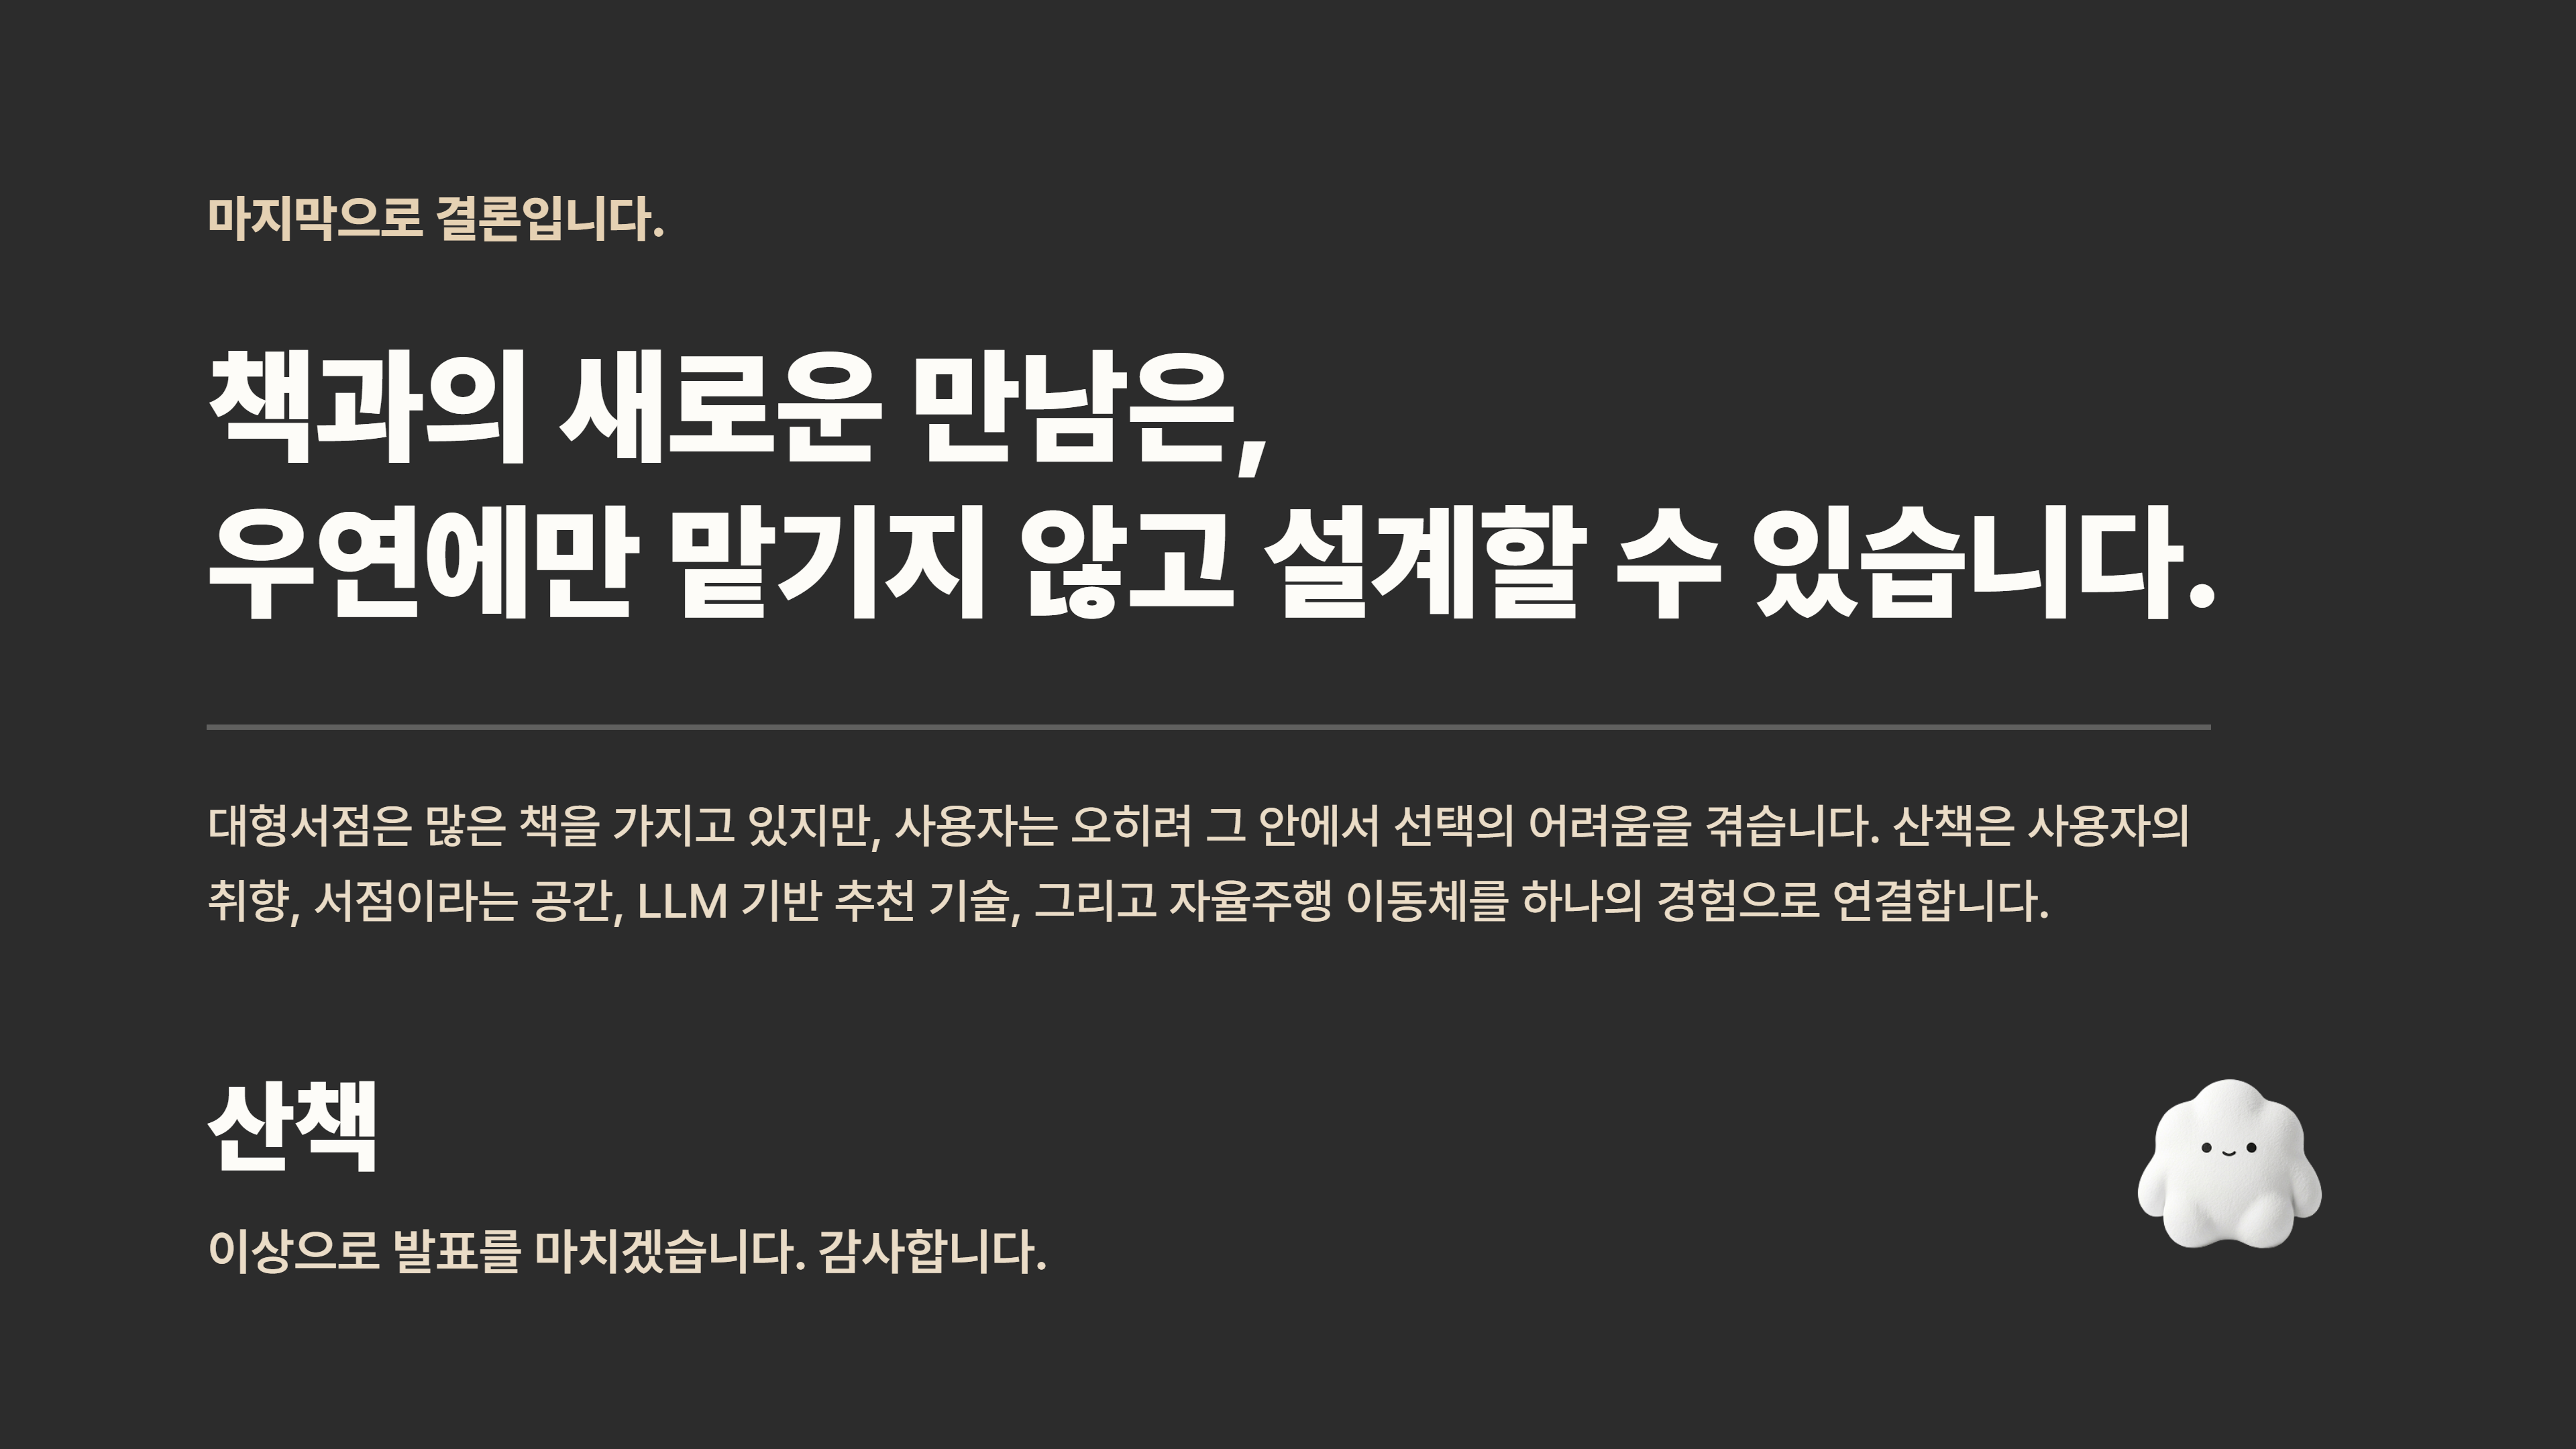 마지막으로 결론입니다.
책과의 새로운 만남은,
우연에만 맡기지 않고 설계할 수 있습니다.
대형서점은 많은 책을 가지고 있지만, 사용자는 오히려 그 안에서 선택의 어려움을 겪습니다. 산책은 사용자의
취향, 서점이라는 공간, LLM 기반 추천 기술, 그리고 자율주행 이동체를 하나의 경험으로 연결합니다.
산책
이상으로 발표를 마치겠습니다. 감사합니다.